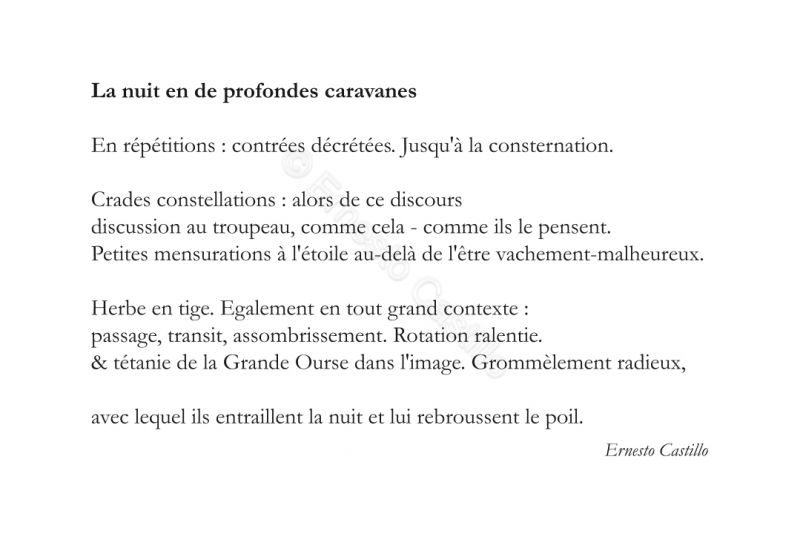 La nuit en de profondes caravanes
En répétitions : contrées décrétées. Jusqu'à la consternation.
Crades constellations : alors de ce discours
discussion au troupeau, comme cela - comme ils le pensent.
Petites mensurations à l'étoile au-delà de l'être vachement-malheureux.
Herbe en tige. Egalement en tout grand contexte :
passage, transit, assombrissement. Rotation ralentie.
& tétanie de la Grande Ourse dans l'image. Grommèlement radieux,
avec lequel ils entraillent la nuit et lui rebroussent le poil.
Ernesto Castillo
© Ernesto Castillo